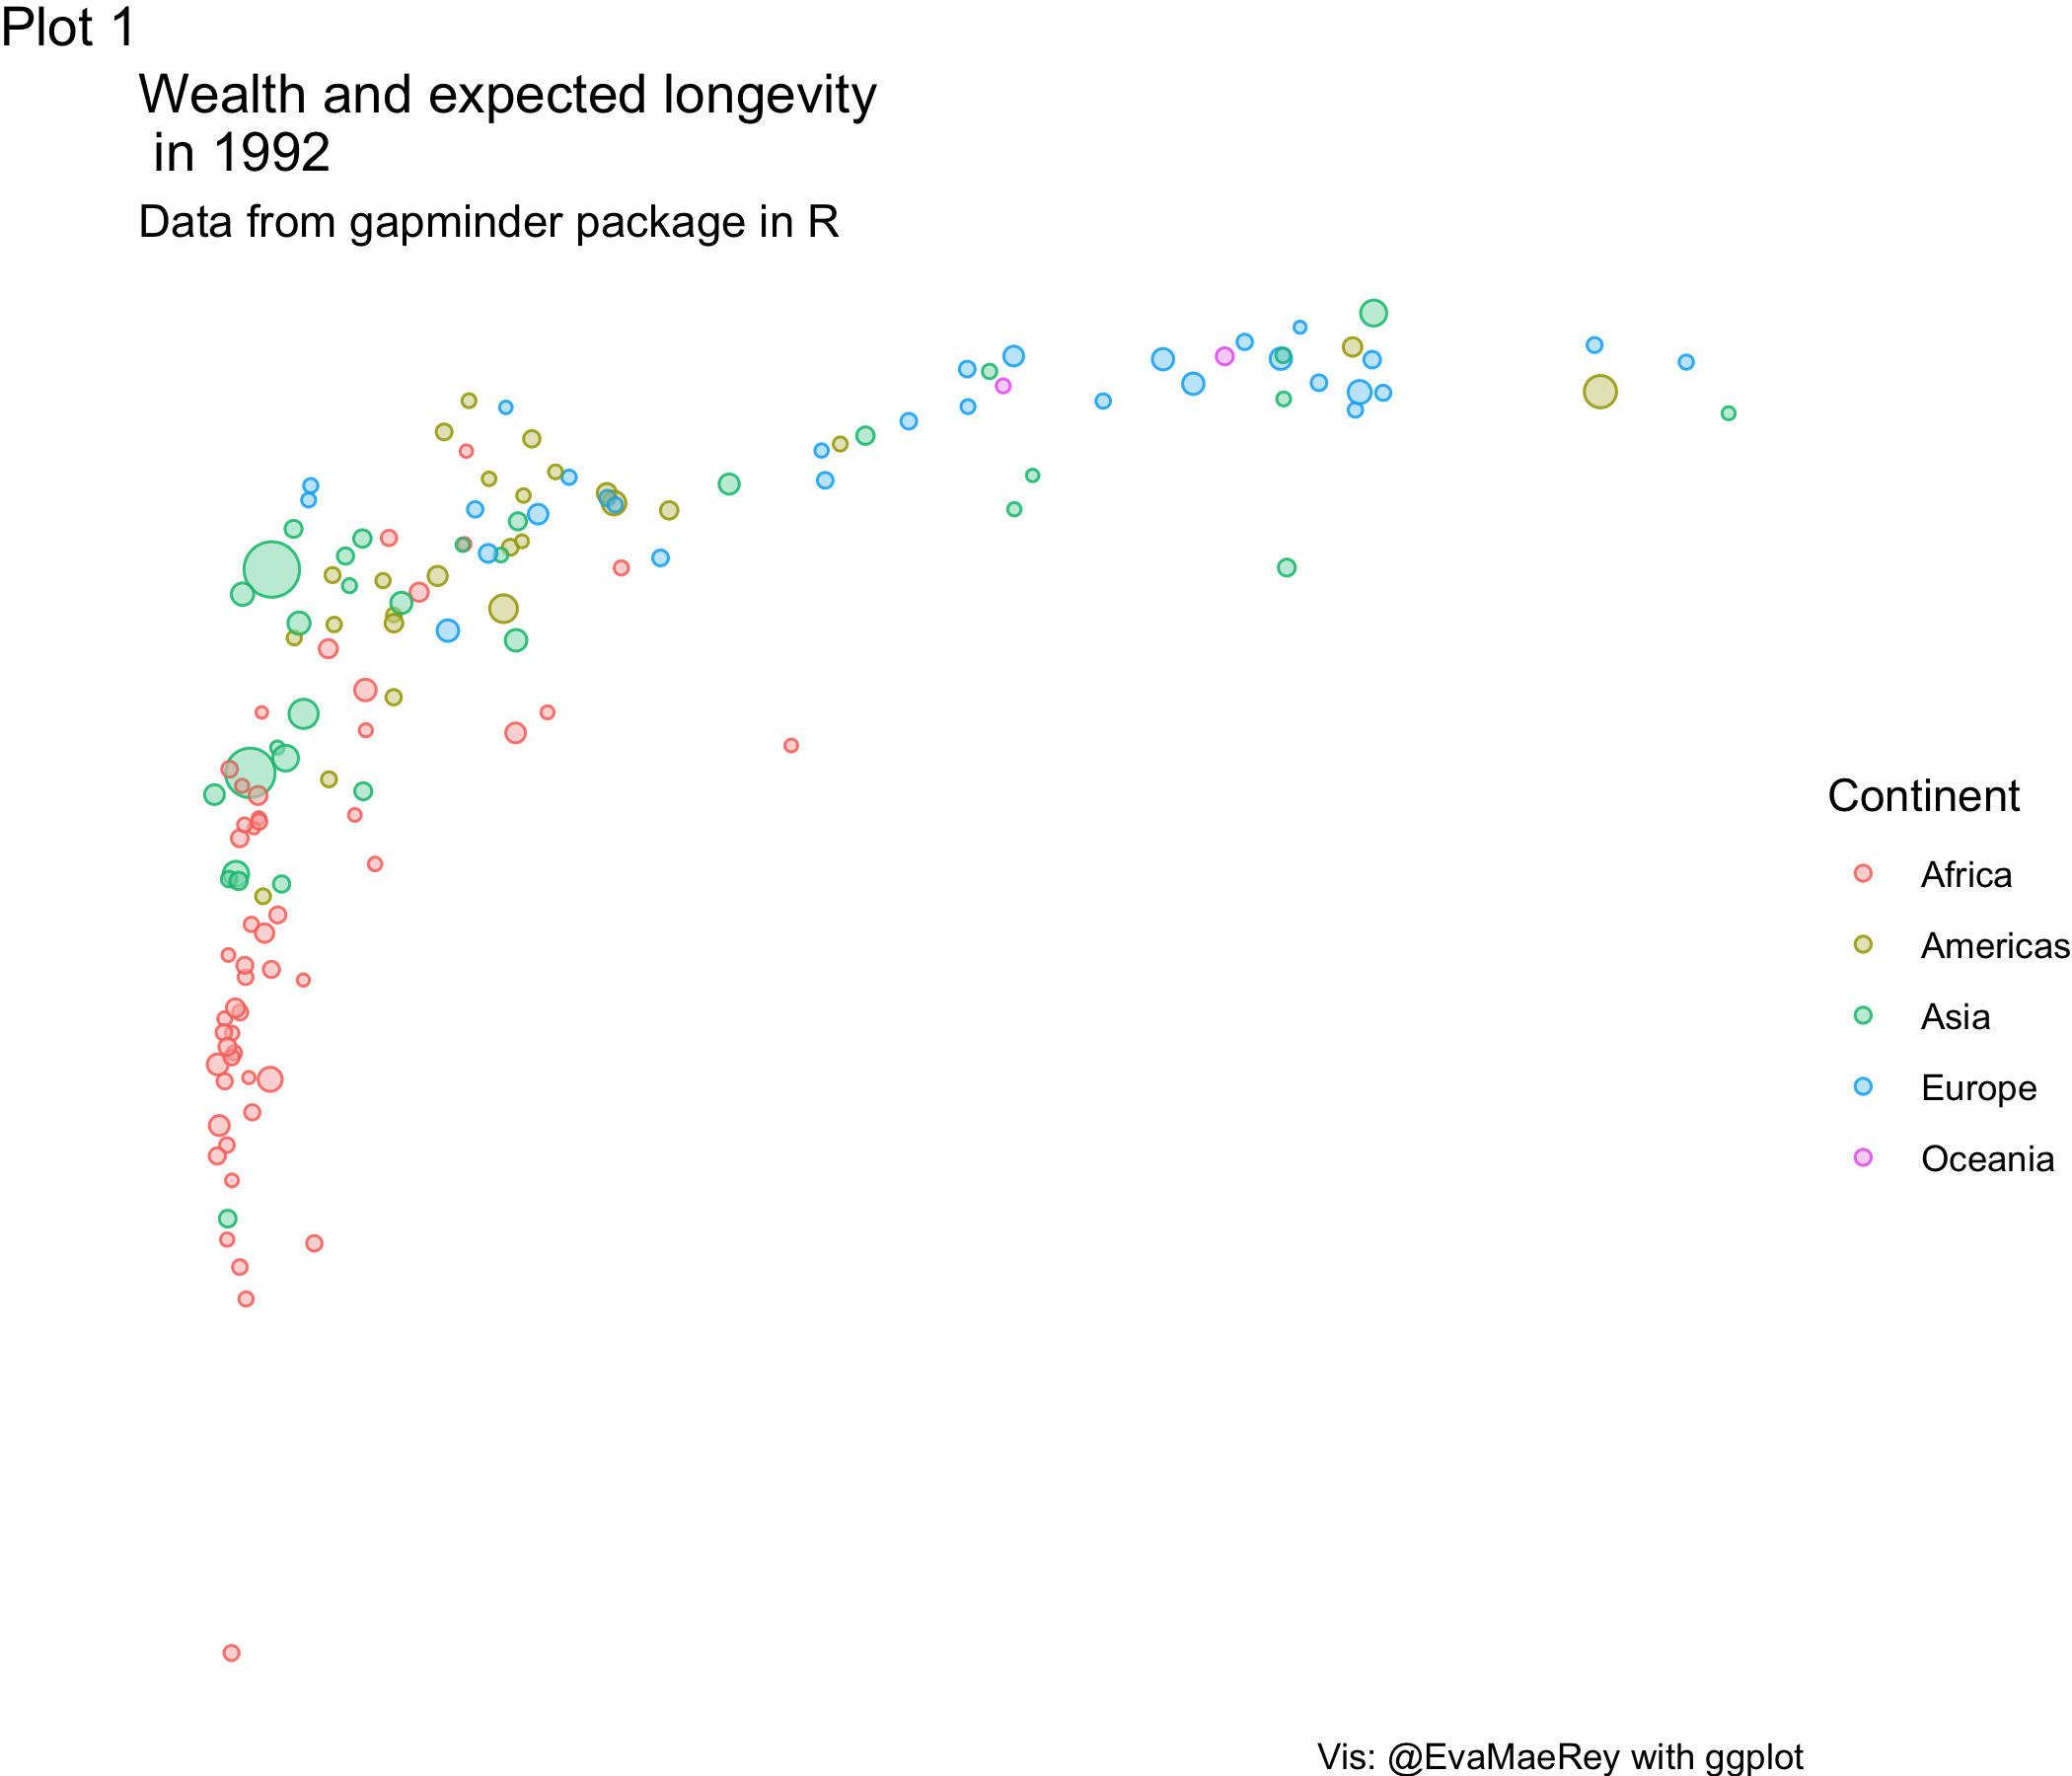 Plot 1
Wealth and expected longevity
in 1992
Data from gapminder package in R
Continent
Africa
Americas
Asia
Europe
Oceania
Vis: @EvaMaeRey with ggplot